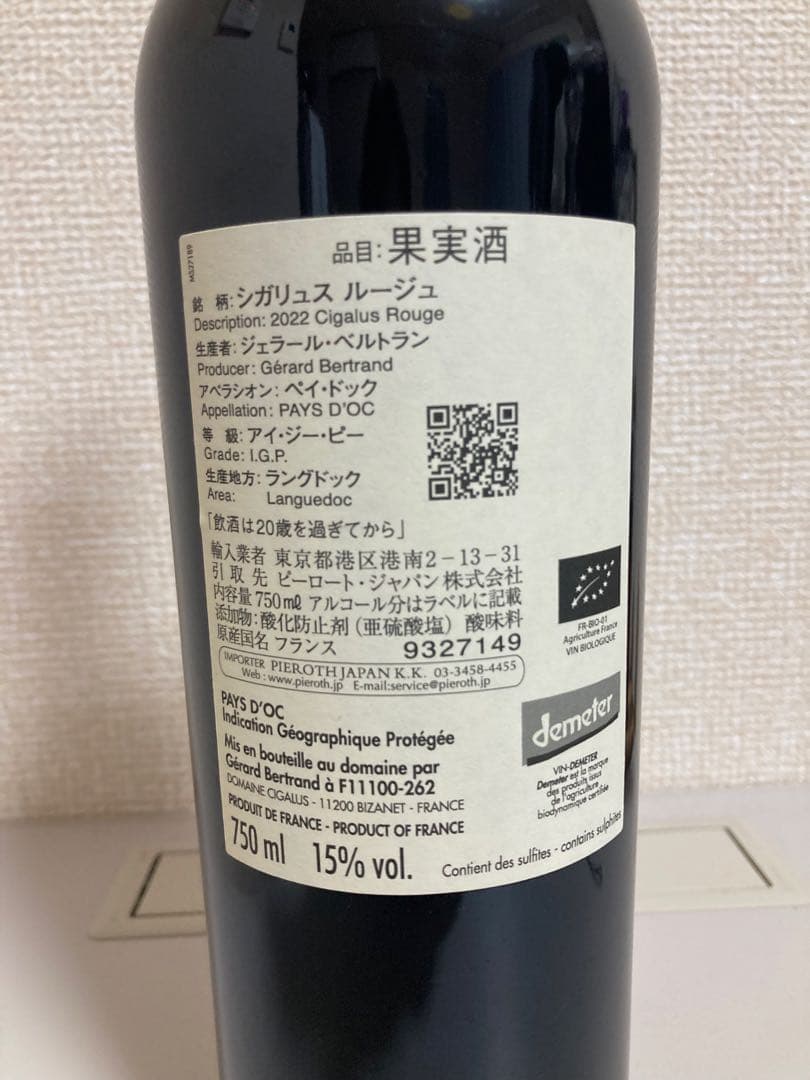 MS27189
品目:果実酒
銘 柄:シガリュス ルージュ
Description: 2022 Cigalus Rouge
生産者:ジェラール・ベルトラン
Producer: Gérard Bertrand
アペラシオン:ペイ・ドック
Appellation: PAYS D'OC
等 級:アイ・ジー・ピー
Grade: I.G.P.
生産地方:ラングドック
Area: Languedoc
「飲酒は20歳を過ぎてから」
輸入業者 東京都港区港南2-13-31
引 取 先 ピーロート・ジャパン株式会社
内容量750mℓ アルコール分はラベルに記載
添加物:酸化防止剤(亜硫酸塩) 酸味料
原産国名 フランス 9327149
IMPORTER PIEROTH JAPAN K.K. 03-3458-4455
Web : www.pieroth.jp E-mail:service@pieroth.jp
FR-BIO-01
Agriculture France
VIN BIOLOGIQUE
PAYS D'OC
Indication Géographique Protégée
Mis en bouteille au domaine par
Gérard Bertrand à F11100-262
DOMAINE CIGALUS - 11200 BIZANET - FRANCE
PRODUIT DE FRANCE - PRODUCT OF FRANCE
750 ml 15% vol.
demeter
VIN-DEMETER
Demeter est la marque
des produits issus
de l'agriculture
biodynamique certifiée
Contient des sulfites - contains sulphites